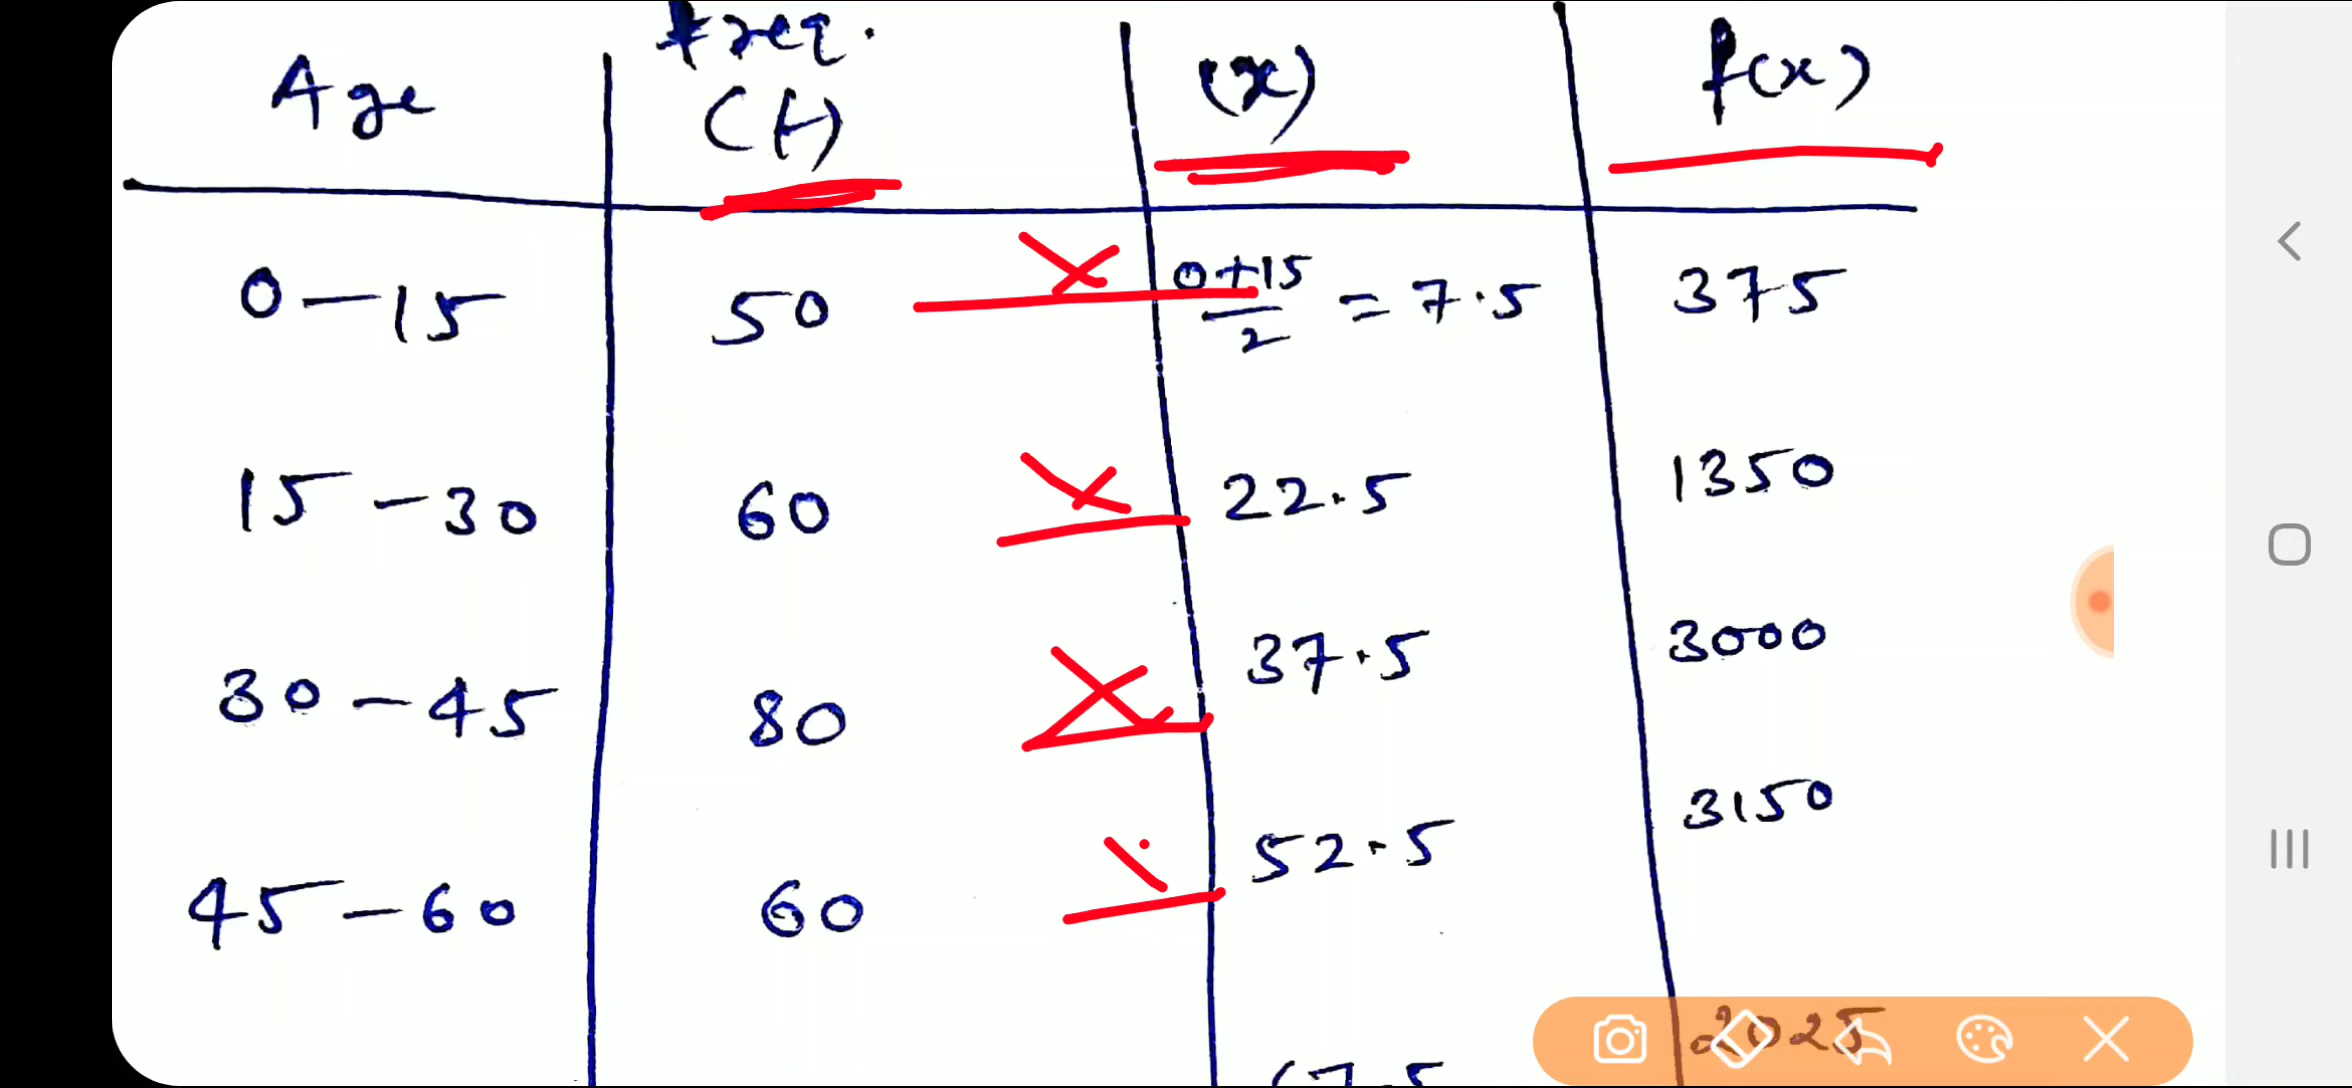 Age Freq. (f) (x) f(x)
0-15 50 × 0+15/2 = 7.5 375
15-30 60 × 22.5 1350
30-45 80 × 37.5 3000
45-60 60 52.5 3150
2025